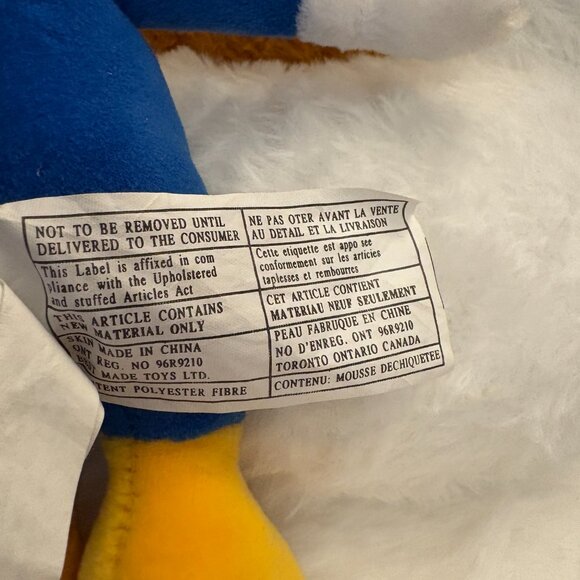 NOT TO BE REMOVED UNTIL
DELIVERED TO THE CONSUMER
This Label is affixed in com
pliance with the Upholstered
and stuffed Articles Act
THIS ARTICLE CONTAINS
NEW MATERIAL ONLY
SKIN MADE IN CHINA
ONT REG. NO 96R9210
MADE TOYS LTD.
POLYESTER FIBRE
NE PAS OTER AVANT LA VENTE
AU DETAIL ET LA LIVRAISON
Cette etiquette est appo see
conformement sur les articles
taplesses et rembourres
CET ARTICLE CONTIENT
MATERIAU NEUF SEULEMENT
PEAU FABRIQUE EN CHINE
NO D'ENREG. ONT 96R9210
TORONTO ONTARIO CANADA
CONTENU: MOUSSE DECHIQUETEE